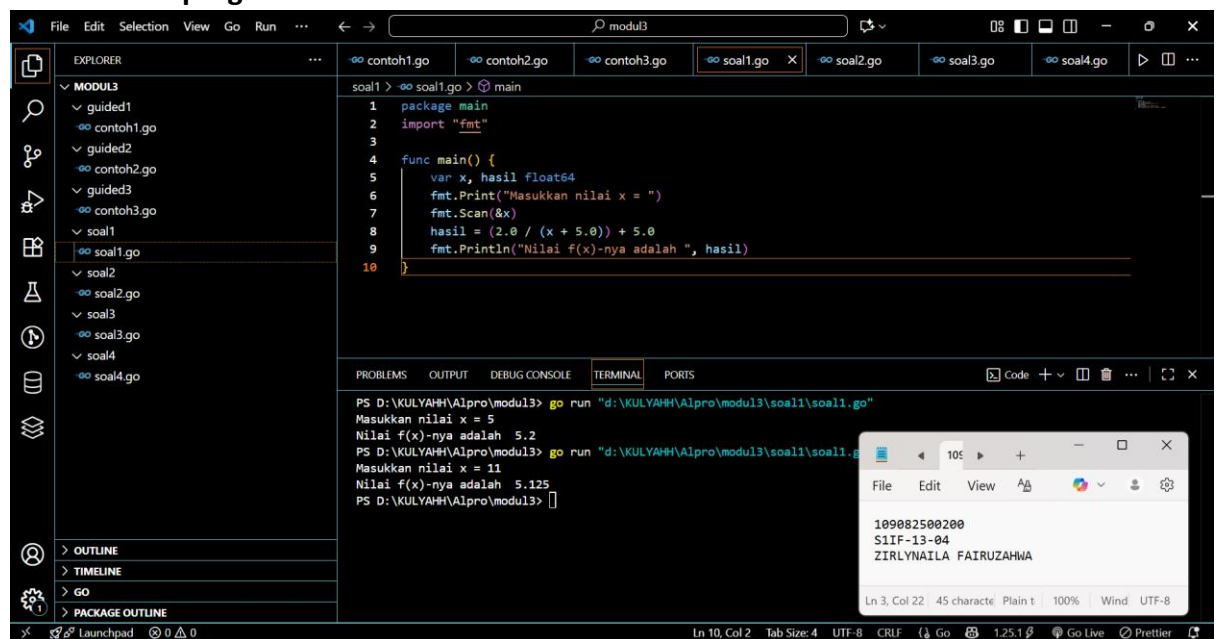 File Edit Selection View Go Run ... modul3
EXPLORER ...
MODUL3
guided1
contoh1.go
guided2
contoh2.go
guided3
contoh3.go
soal1
soal1.go
soal2
soal2.go
soal3
soal3.go
soal4
soal4.go
OUTLINE
TIMELINE
GO
PACKAGE OUTLINE
contoh1.go contoh2.go contoh3.go soal1.go soal2.go soal3.go soal4.go ...
soal1 > soal1.go > main
1 package main
2 import "fmt"
3
4 func main() {
5 var x, hasil float64
6 fmt.Print("Masukkan nilai x = ")
7 fmt.Scan(&x)
8 hasil = (2.0 / (x + 5.0)) + 5.0
9 fmt.Println("Nilai f(x)-nya adalah ", hasil)
10 }
PROBLEMS OUTPUT DEBUG CONSOLE TERMINAL PORTS Code
PS D:\KULYAHH\Alpro\modul3> go run "d:\KULYAHH\Alpro\modul3\soal1\soal1.go"
Masukkan nilai x = 5
Nilai f(x)-nya adalah 5.2
PS D:\KULYAHH\Alpro\modul3> go run "d:\KULYAHH\Alpro\modul3\soal1\soal1.g
Masukkan nilai x = 11
Nilai f(x)-nya adalah 5.125
PS D:\KULYAHH\Alpro\modul3>
109
File Edit View
109082500200
S1IF-13-04
ZIRLYNAILA FAIRUZAHWA
Ln 3, Col 22 45 characte Plain t 100% Wind UTF-8
Launchpad 0 0 Ln 10, Col 2 Tab Size: 4 UTF-8 CRLF Go 1.25.1 Go Live Prettier